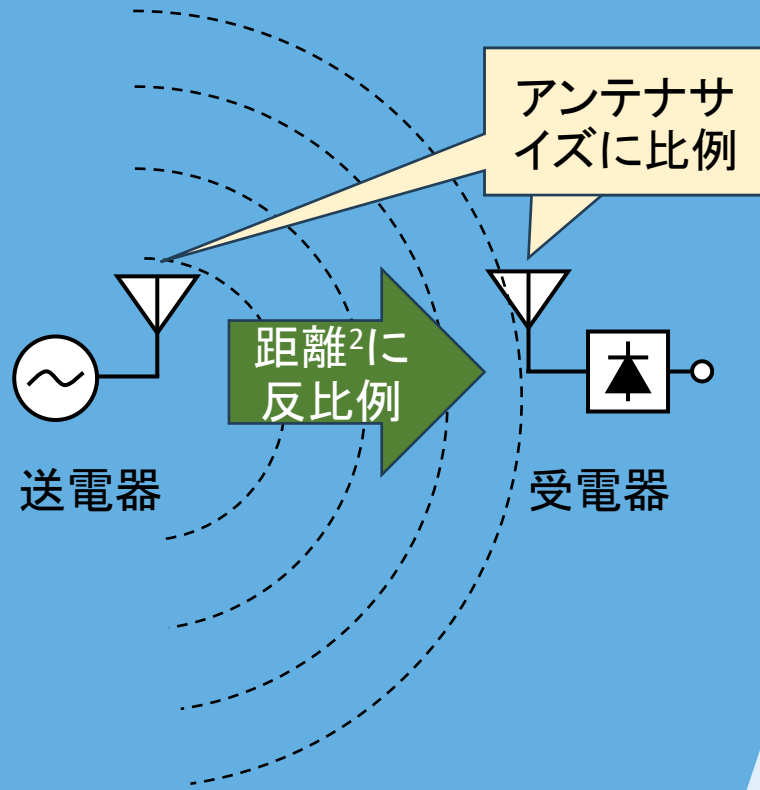 アンテナサ
イズに比例
距離²に
反比例
送電器
受電器